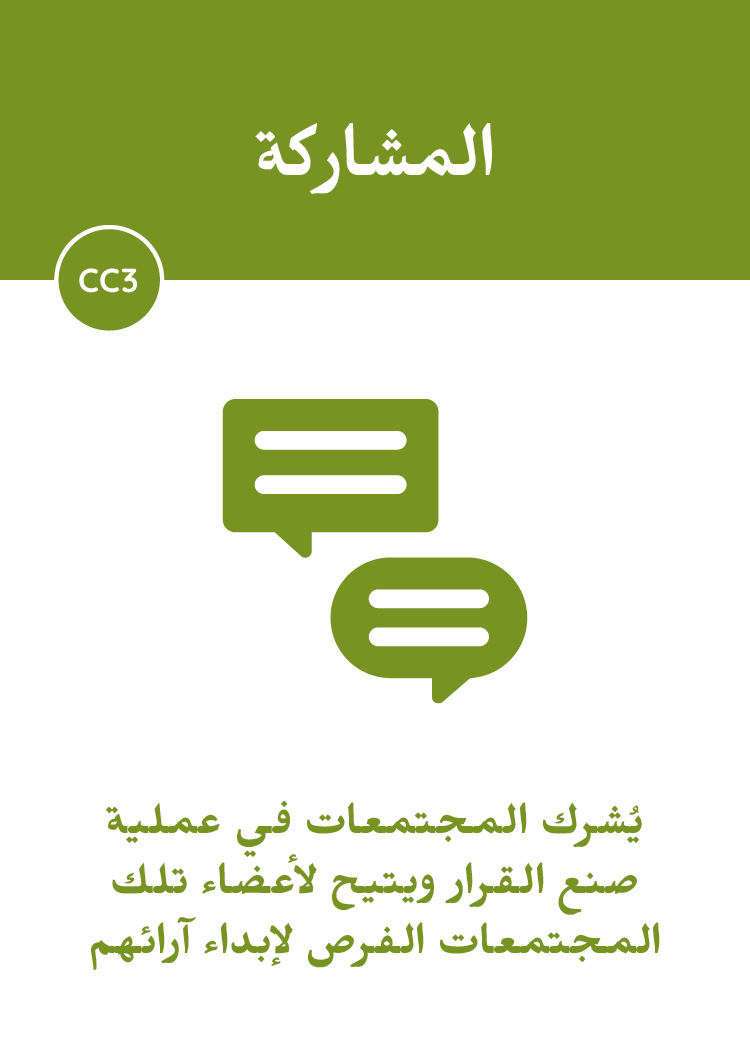 المشاركة
CC3
يُشرك المجتمعات في عملية
صنع القرار ويتيح لأعضاء تلك
المجتمعات الفرص لإبداء آرائهم